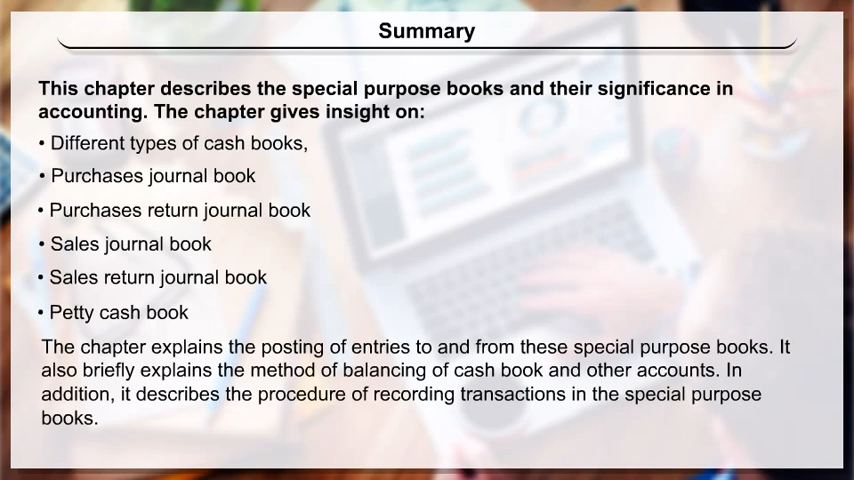 Summary
This chapter describes the special purpose books and their significance in
accounting. The chapter gives insight on:
• Different types of cash books,
• Purchases journal book
• Purchases return journal book
• Sales journal book
• Sales return journal book
• Petty cash book
The chapter explains the posting of entries to and from these special purpose books. It
also briefly explains the method of balancing of cash book and other accounts. In
addition, it describes the procedure of recording transactions in the special purpose
books.